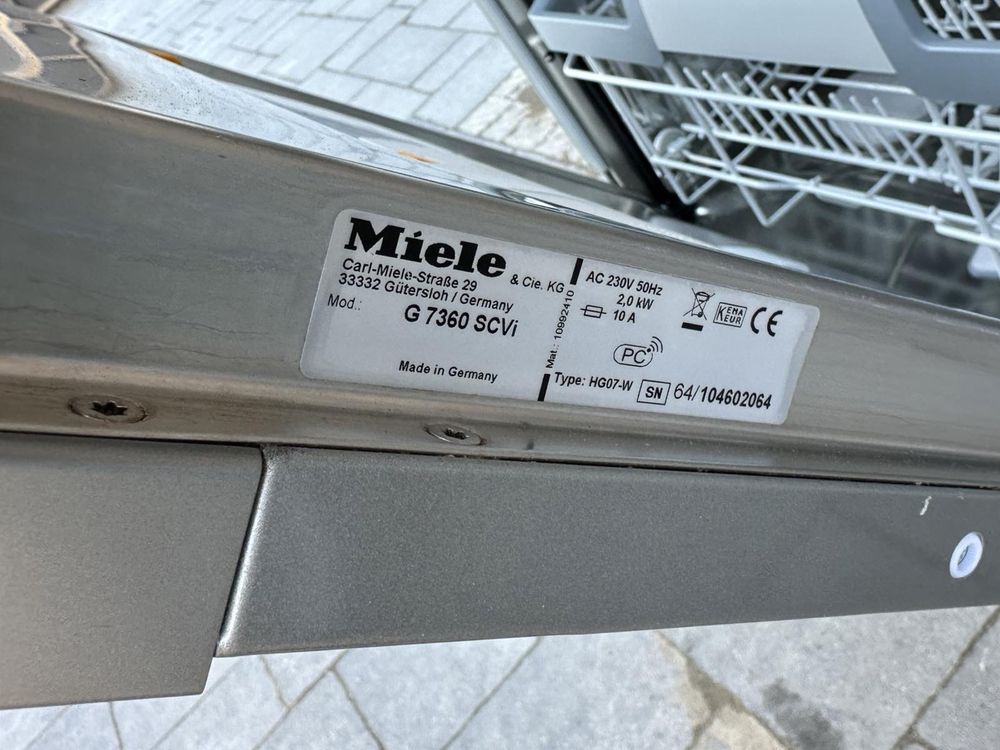 Miele & Cie. KG
Carl-Miele-Straße 29
33332 Gütersloh / Germany
Mod.:
G 7360 SCVi
Made in Germany
Mat.: 10992410
AC 230V 50Hz
2,0 kW
10 A
KEMA
KEUR
CE
PC
Type: HG07-W SN 64/104602064